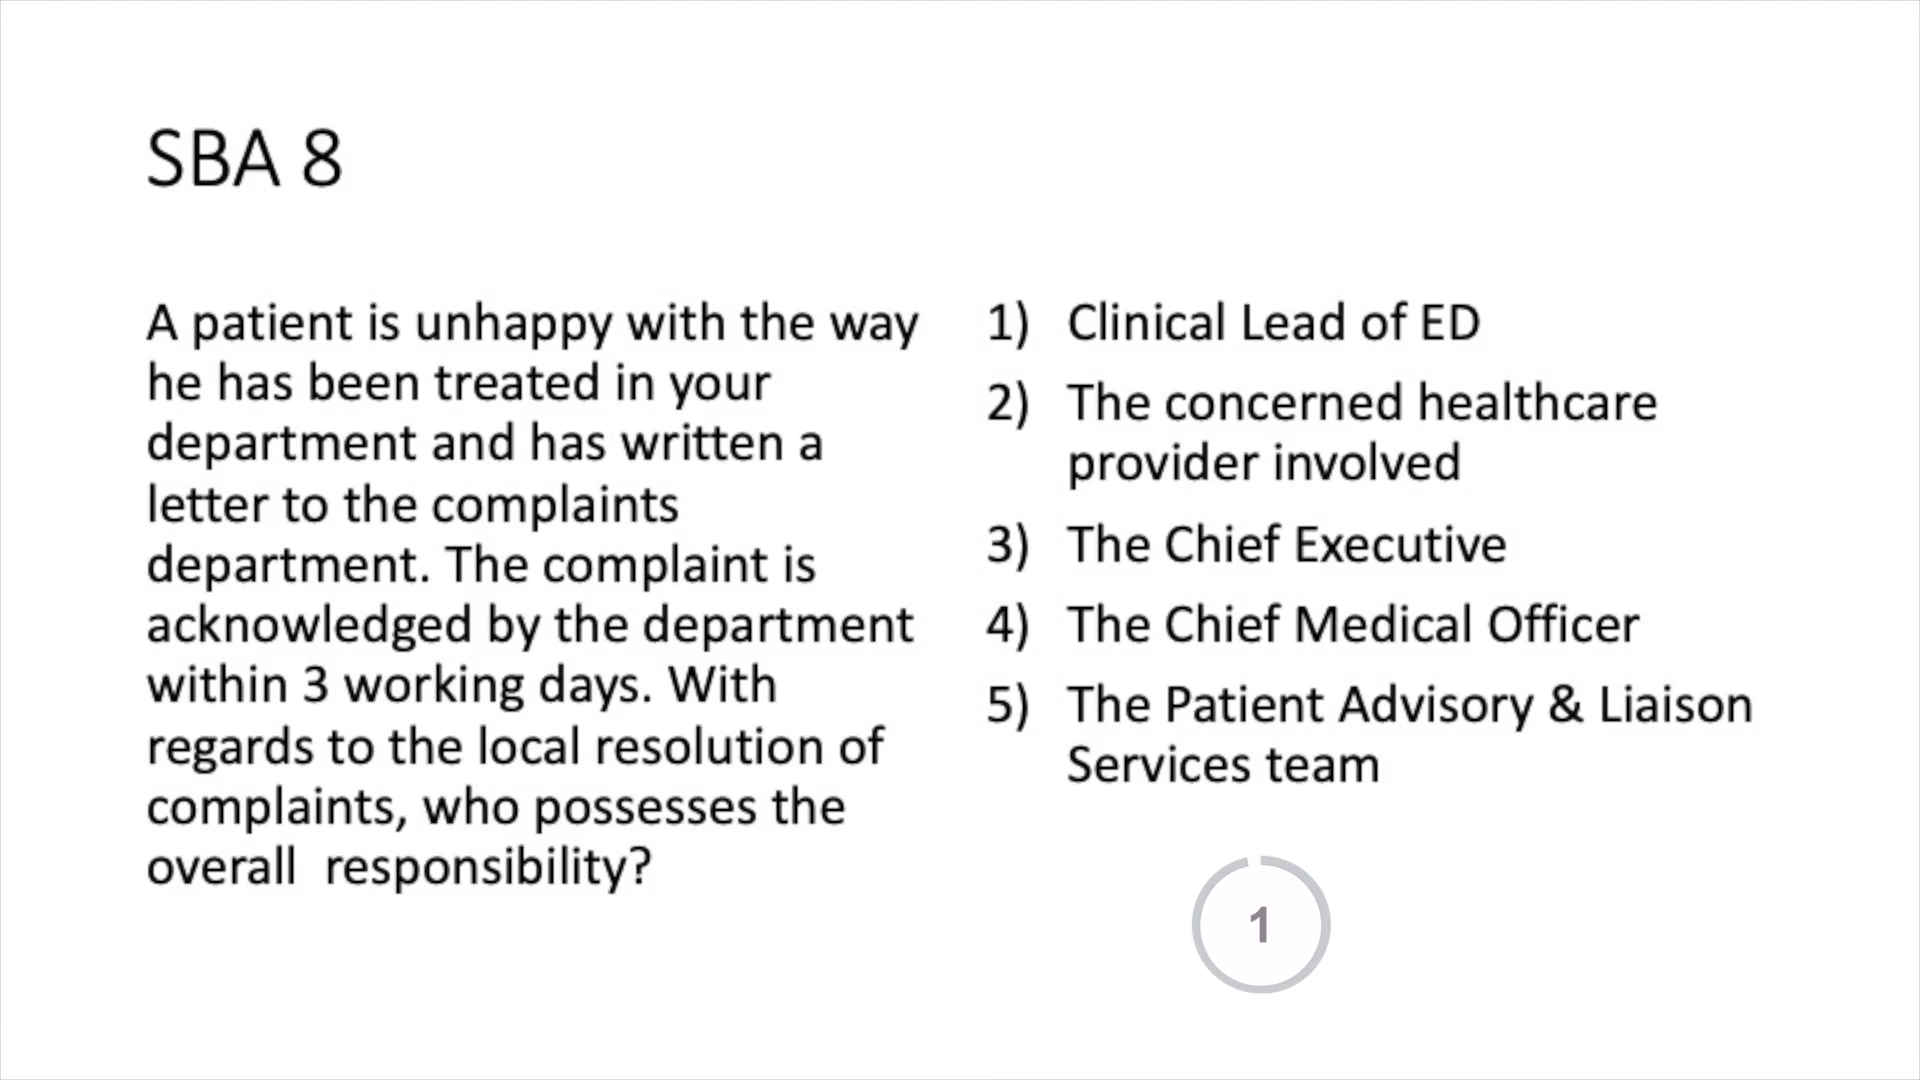 SBA 8
A patient is unhappy with the way
he has been treated in your
department and has written a
letter to the complaints
department. The complaint is
acknowledged by the department
within 3 working days. With
regards to the local resolution of
complaints, who possesses the
overall  responsibility?
1) Clinical Lead of ED
2) The concerned healthcare
provider involved
3) The Chief Executive
4) The Chief Medical Officer
5) The Patient Advisory & Liaison
Services team
1